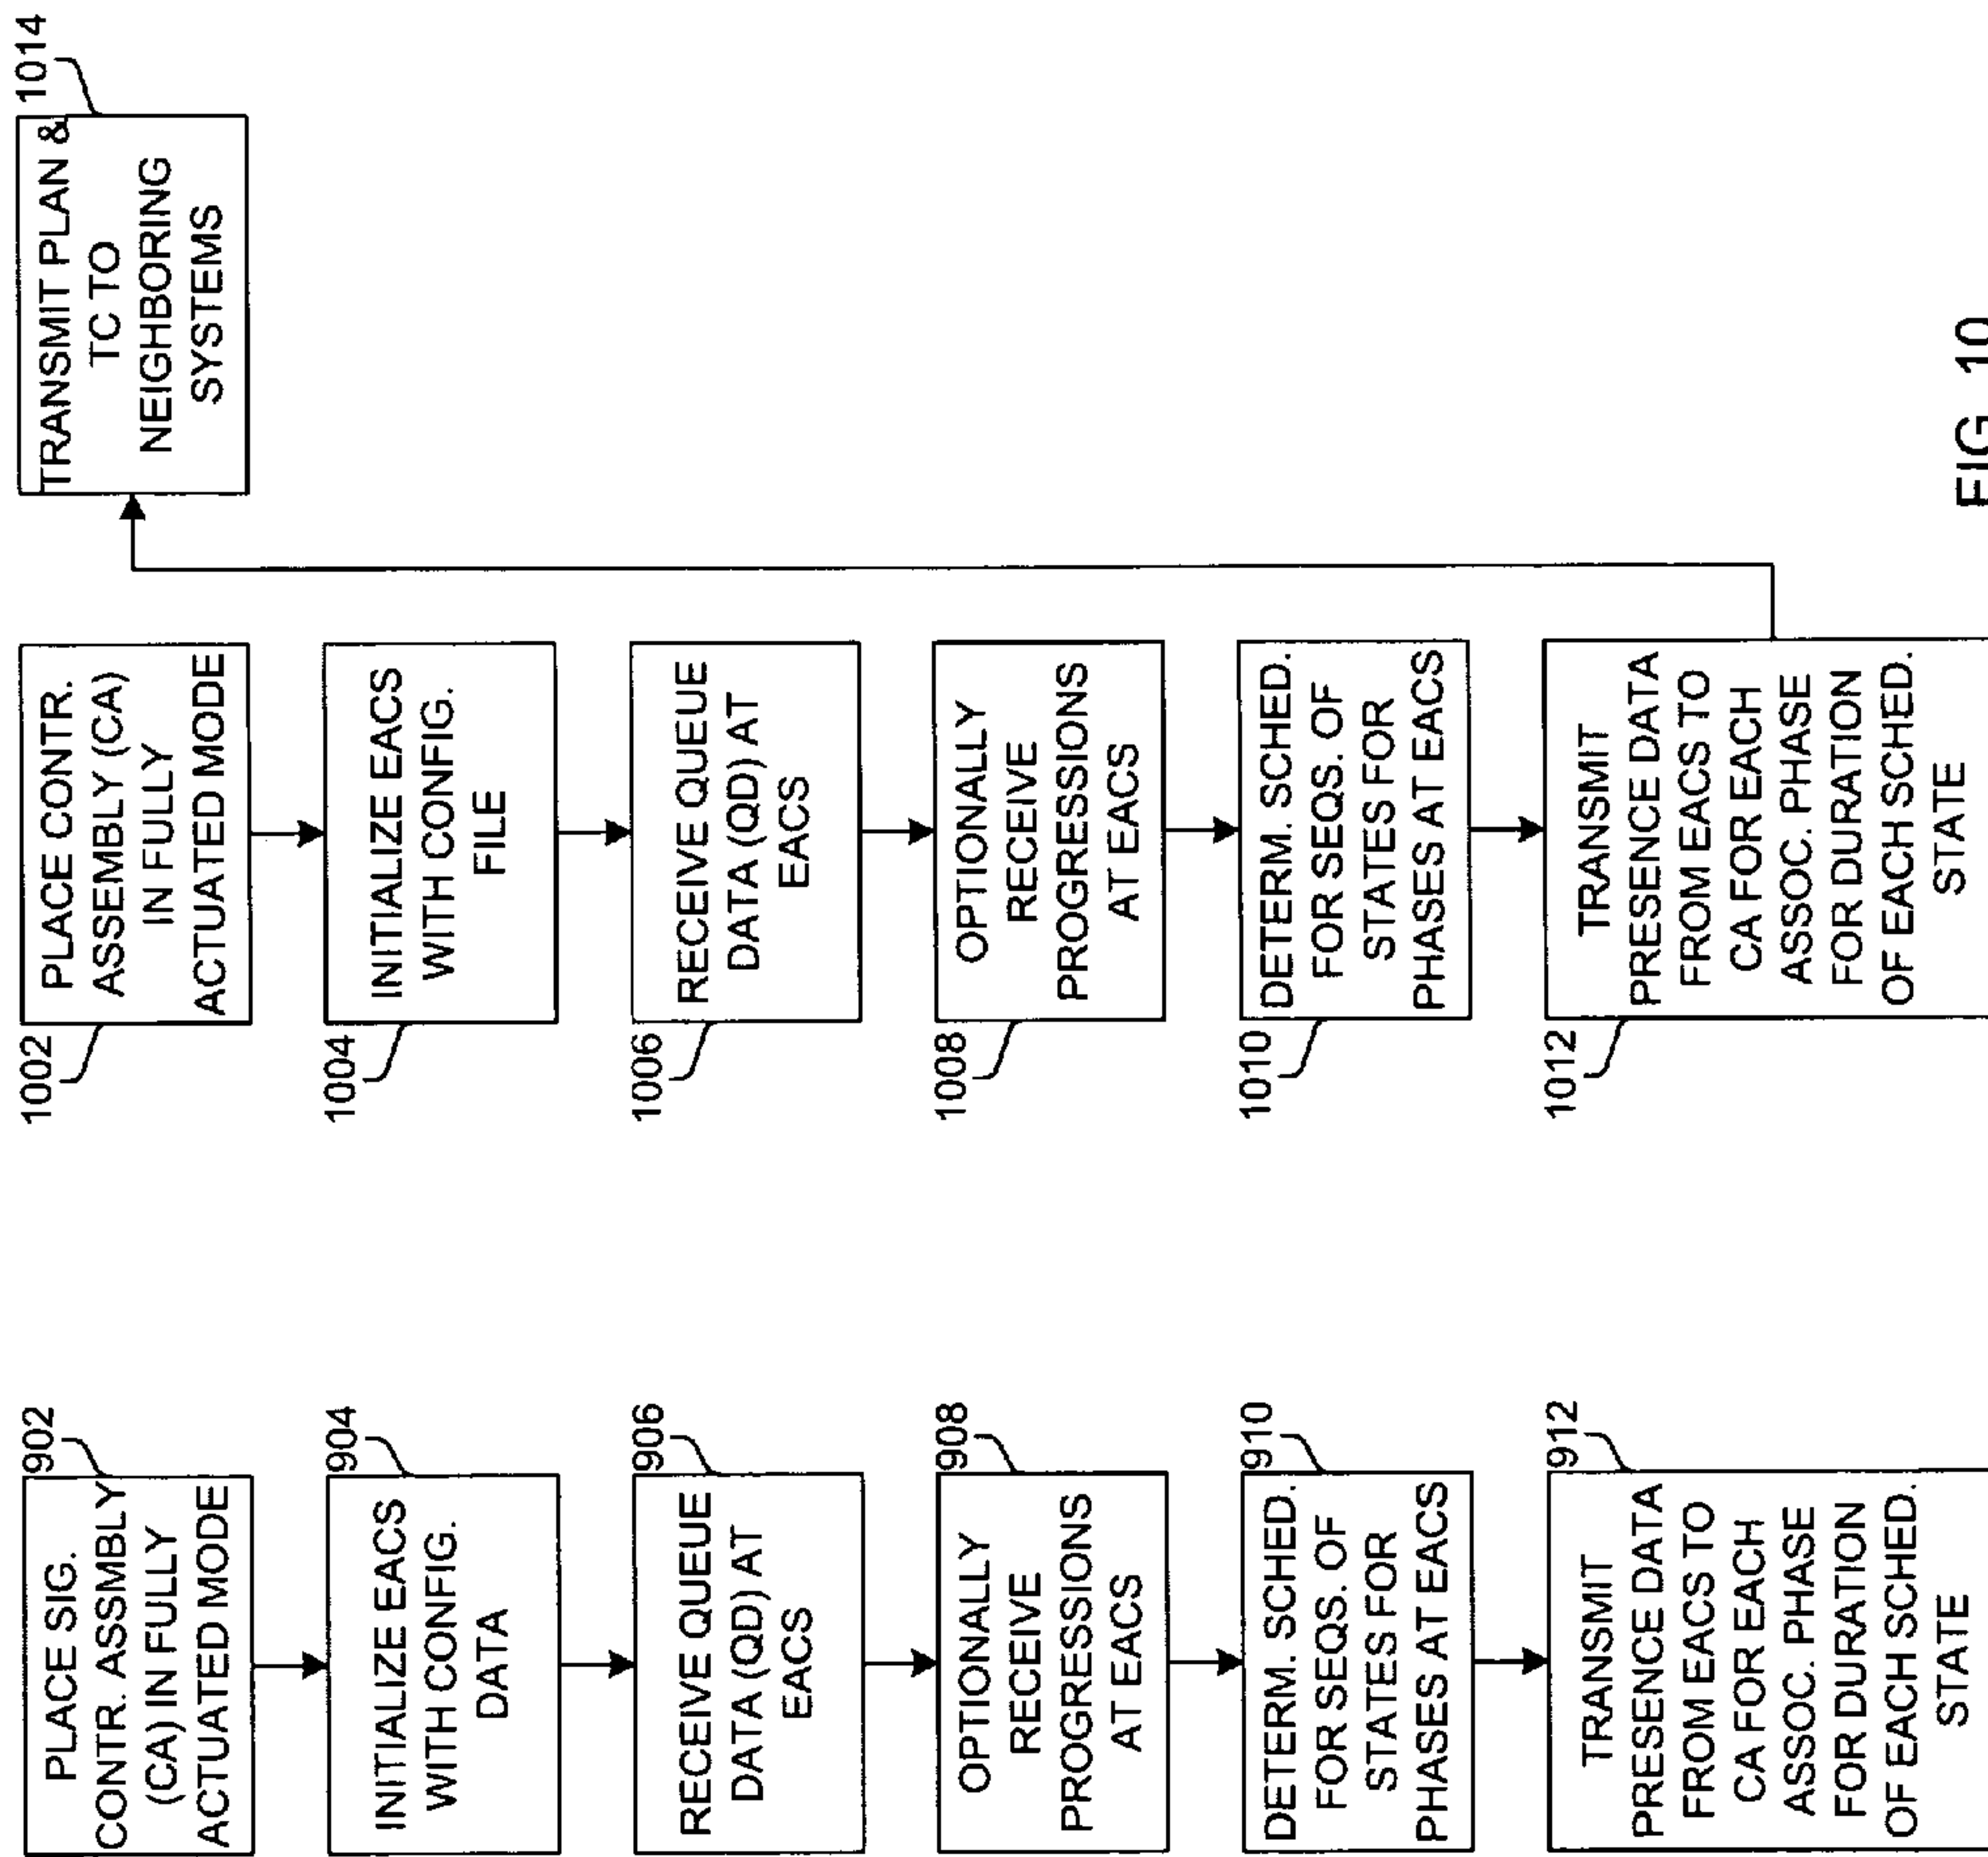 902
PLACE SIG.
CONTR. ASSMBLY
(CA) IN FULLY
ACTUATED MODE
904
INITIALIZE EACS
WITH CONFIG.
DATA
906
RECEIVE QUEUE
DATA (QD) AT
EACS
908
OPTIONALLY
RECEIVE
PROGRESSIONS
AT EACS
910
DETERM. SCHED.
FOR SEQS. OF
STATES FOR
PHASES AT EACS
912
TRANSMIT
PRESENCE DATA
FROM EACS TO
CA FOR EACH
ASSOC. PHASE
FOR DURATION
OF EACH SCHED.
STATE
1002
PLACE CONTR.
ASSEMBLY (CA)
IN FULLY
ACTUATED MODE
1004
INITIALIZE EACS
WITH CONFIG.
FILE
1006
RECEIVE QUEUE
DATA (QD) AT
EACS
1008
OPTIONALLY
RECEIVE
PROGRESSIONS
AT EACS
1010
DETERM. SCHED.
FOR SEQS. OF
STATES FOR
PHASES AT EACS
1012
TRANSMIT
PRESENCE DATA
FROM EACS TO
CA FOR EACH
ASSOC. PHASE
FOR DURATION
OF EACH SCHED.
STATE
1014
TRANSMIT PLAN &
TC TO
NEIGHBORING
SYSTEMS
FIG. 10